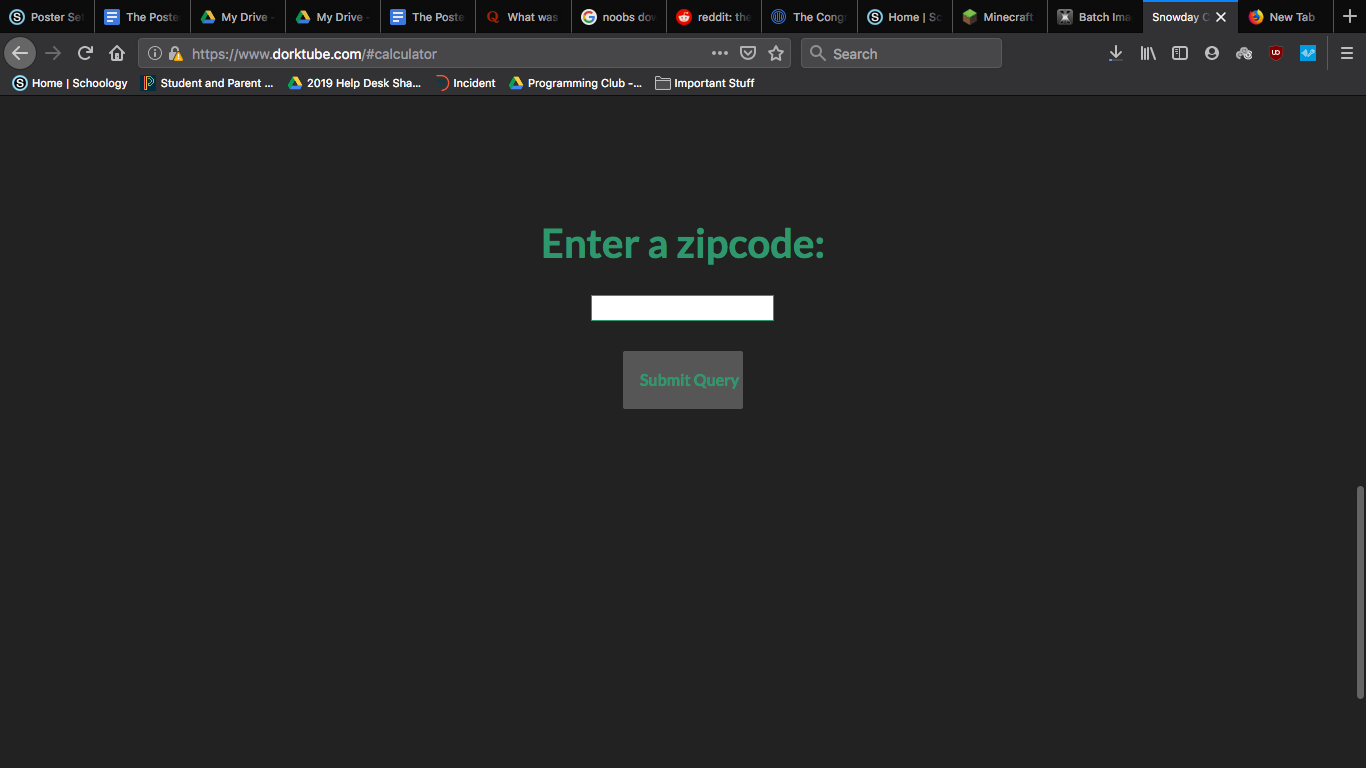 Poster Se
The Poste
My Drive -
My Drive -
The Poste
What was
noobs dov
reddit: the
The Cong
Home | Sc
Minecraft
Batch Ima
Snowday C
New Tab
https://www.dorktube.com/#calculator
Search
Home | Schoology
Student and Parent ...
2019 Help Desk Sha...
Incident
Programming Club -...
Important Stuff
Enter a zipcode:
Submit Query